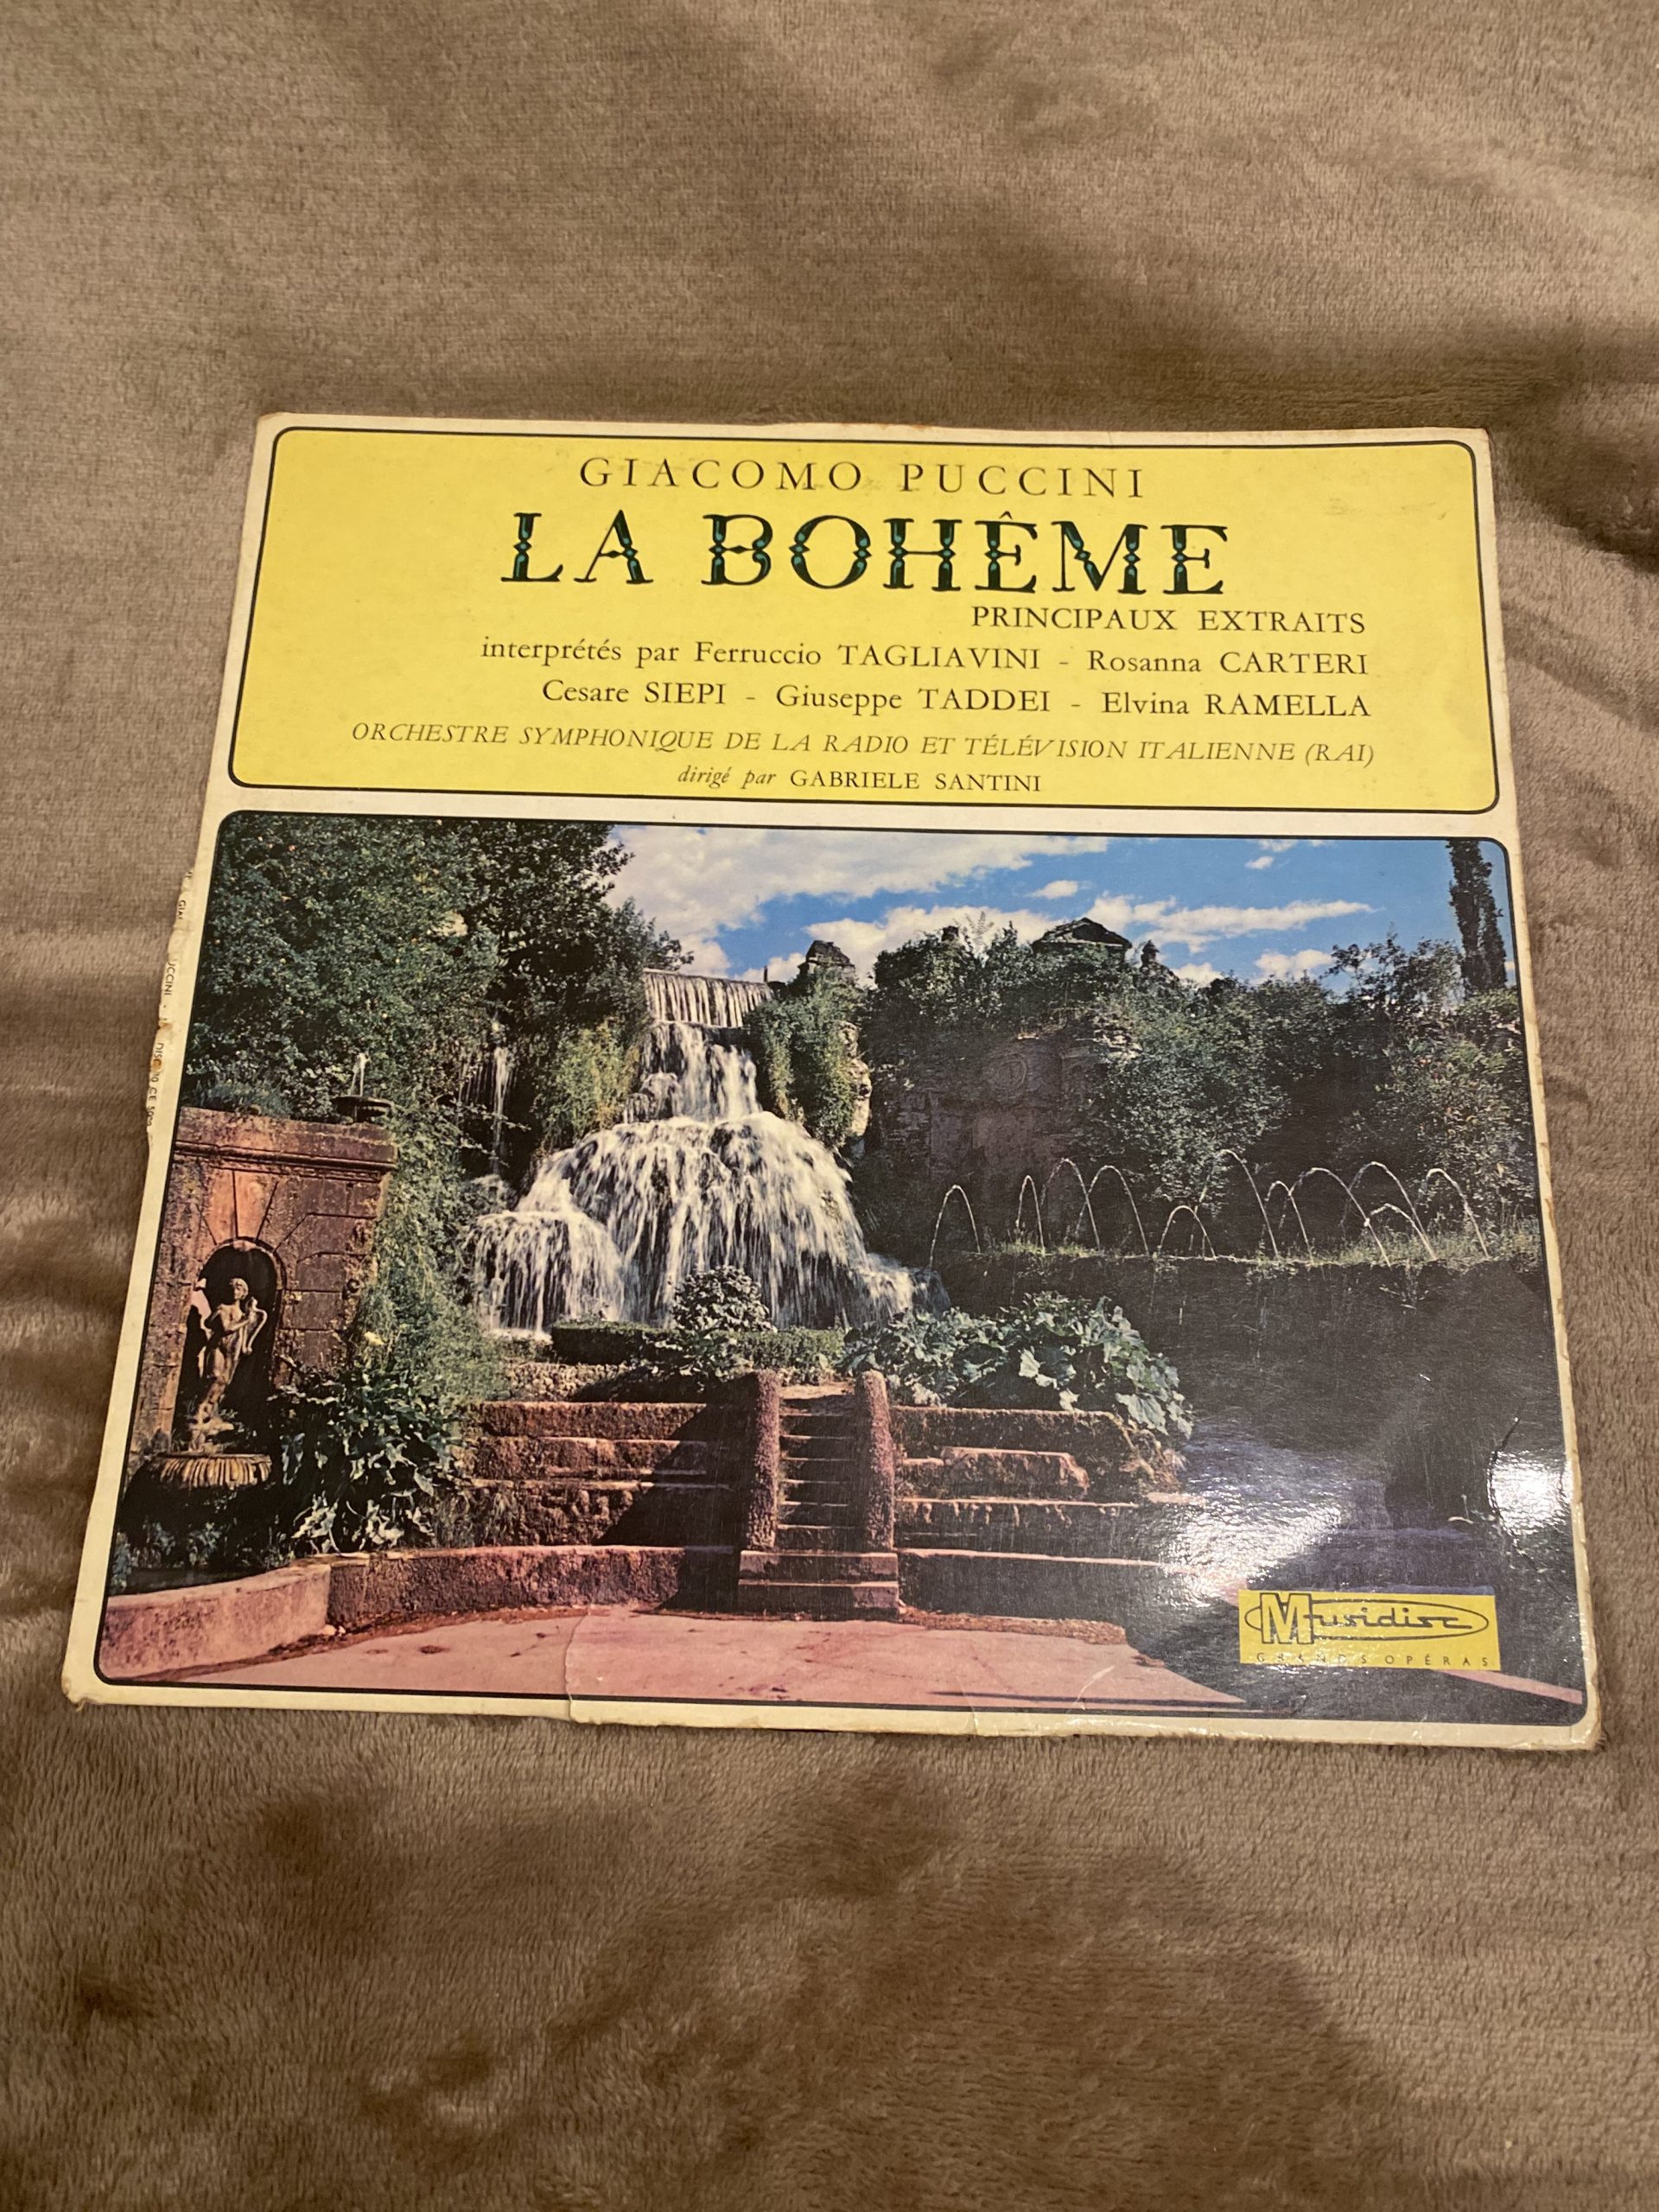 GIACOMO PUCCINI
LA BOHÊME
PRINCIPAUX EXTRAITS
interprétés par Ferruccio TAGLIAVINI - Rosanna CARTERI
Cesare SIEPI - Giuseppe TADDEI - Elvina RAMELLA
ORCHESTRE SYMPHONIQUE DE LA RADIO ET TÉLÉVISION ITALIENNE (RAI)
dirigé par GABRIELE SANTINI
Musidisc
GRANDS OPÉRAS